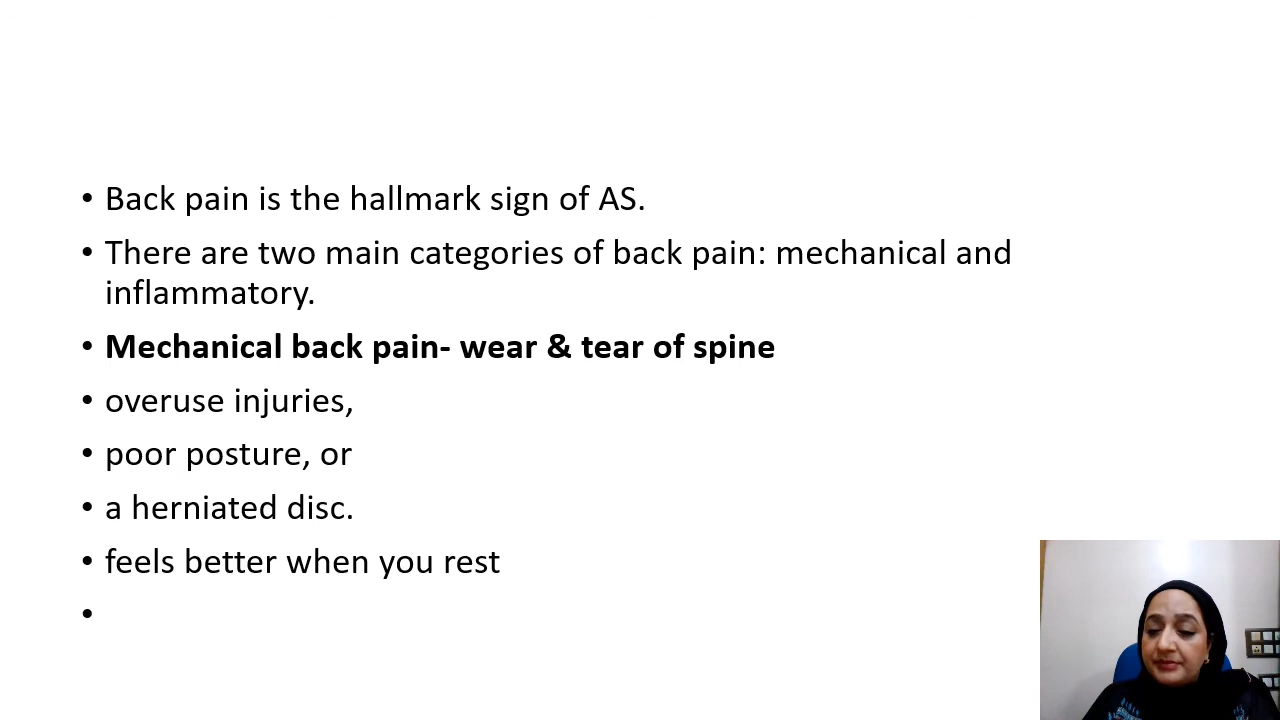 • Back pain is the hallmark sign of AS.
• There are two main categories of back pain: mechanical and
inflammatory.
• Mechanical back pain- wear & tear of spine
• overuse injuries,
• poor posture, or
• a herniated disc.
• feels better when you rest
•